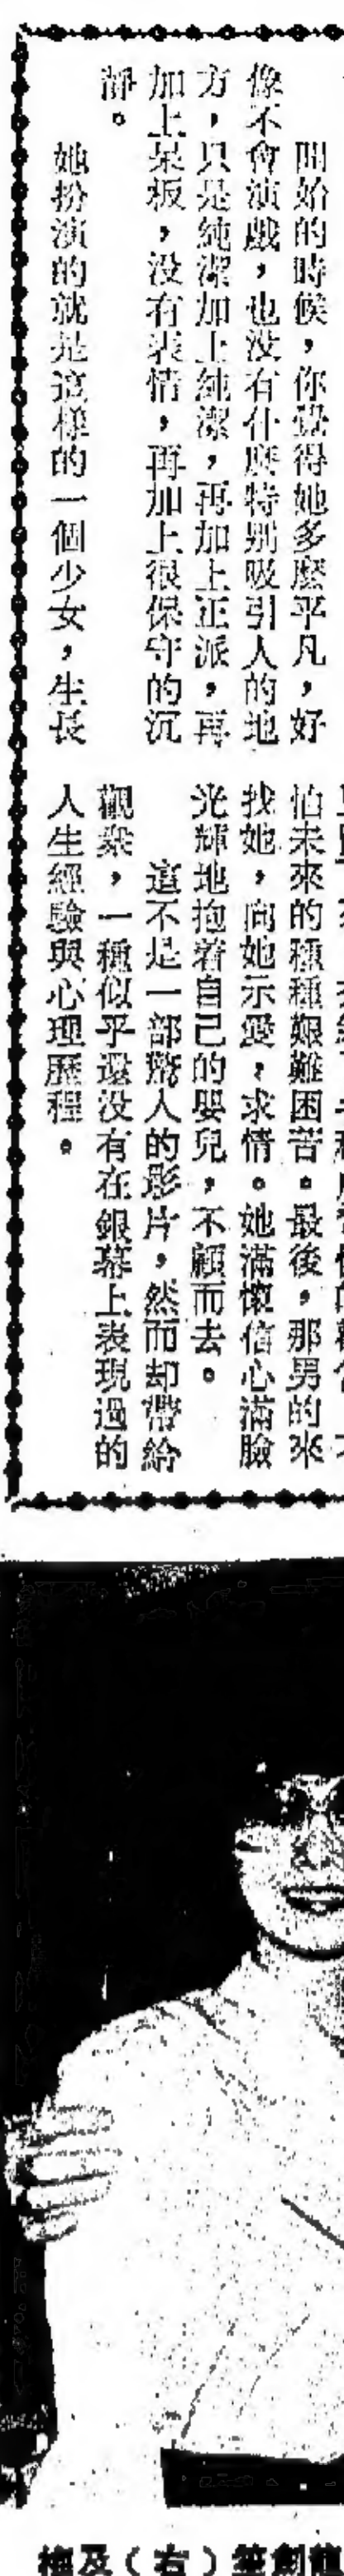 開始的時候，你覺得她多麼平凡，好
像不會演戲，也沒有什麼特別吸引人的地
方，只是純潔加上純潔，再加上正派，再
加上呆板，沒有表情，再加上很保守的沉
靜。
她扮演的就是這樣的一個少女，生長
怕未來的種種艱難困苦。最後，那男的來
找她，向她示愛，求情。她滿懷信心滿臉
光輝地抱着自己的嬰兒，不顧而去。
這不是一部驚人的影片，然而却帶給
觀衆，一種似乎還没有在銀幕上表現過的
人生經驗與心理歷程。
龍劍笙（右）及梅